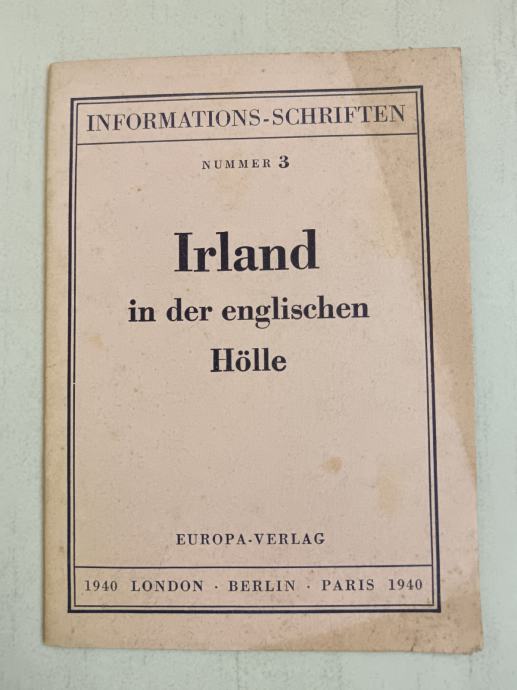 INFORMATIONS-SCHRIFTEN
NUMMER 3
Irland
in der englischen
Hölle
EUROPA-VERLAG
1940 LONDON · BERLIN · PARIS 1940